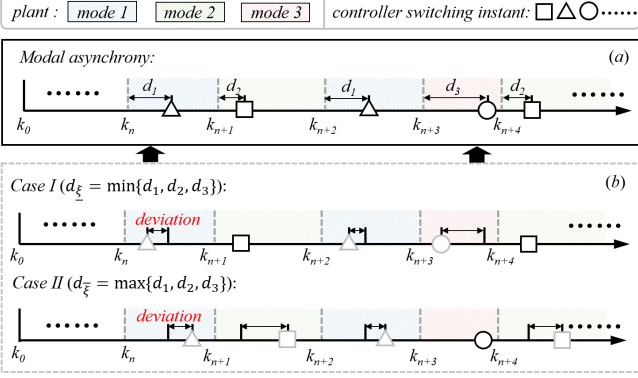 plant : mode 1 mode 2 mode 3 controller switching instant: □ △ ○ ······
Modal asynchrony: (a)
d₁ d₂ d₁ d₃ d₂
······ ······
k₀ kₙ kₙ₊₁ kₙ₊₂ kₙ₊₃ kₙ₊₄
Case I (d_ξ̲ = min{d₁, d₂, d₃}): (b)
deviation
······ ······
k₀ kₙ kₙ₊₁ kₙ₊₂ kₙ₊₃ kₙ₊₄
Case II (d_ξ̅ = max{d₁, d₂, d₃}):
deviation
······ ······
k₀ kₙ kₙ₊₁ kₙ₊₂ kₙ₊₃ kₙ₊₄